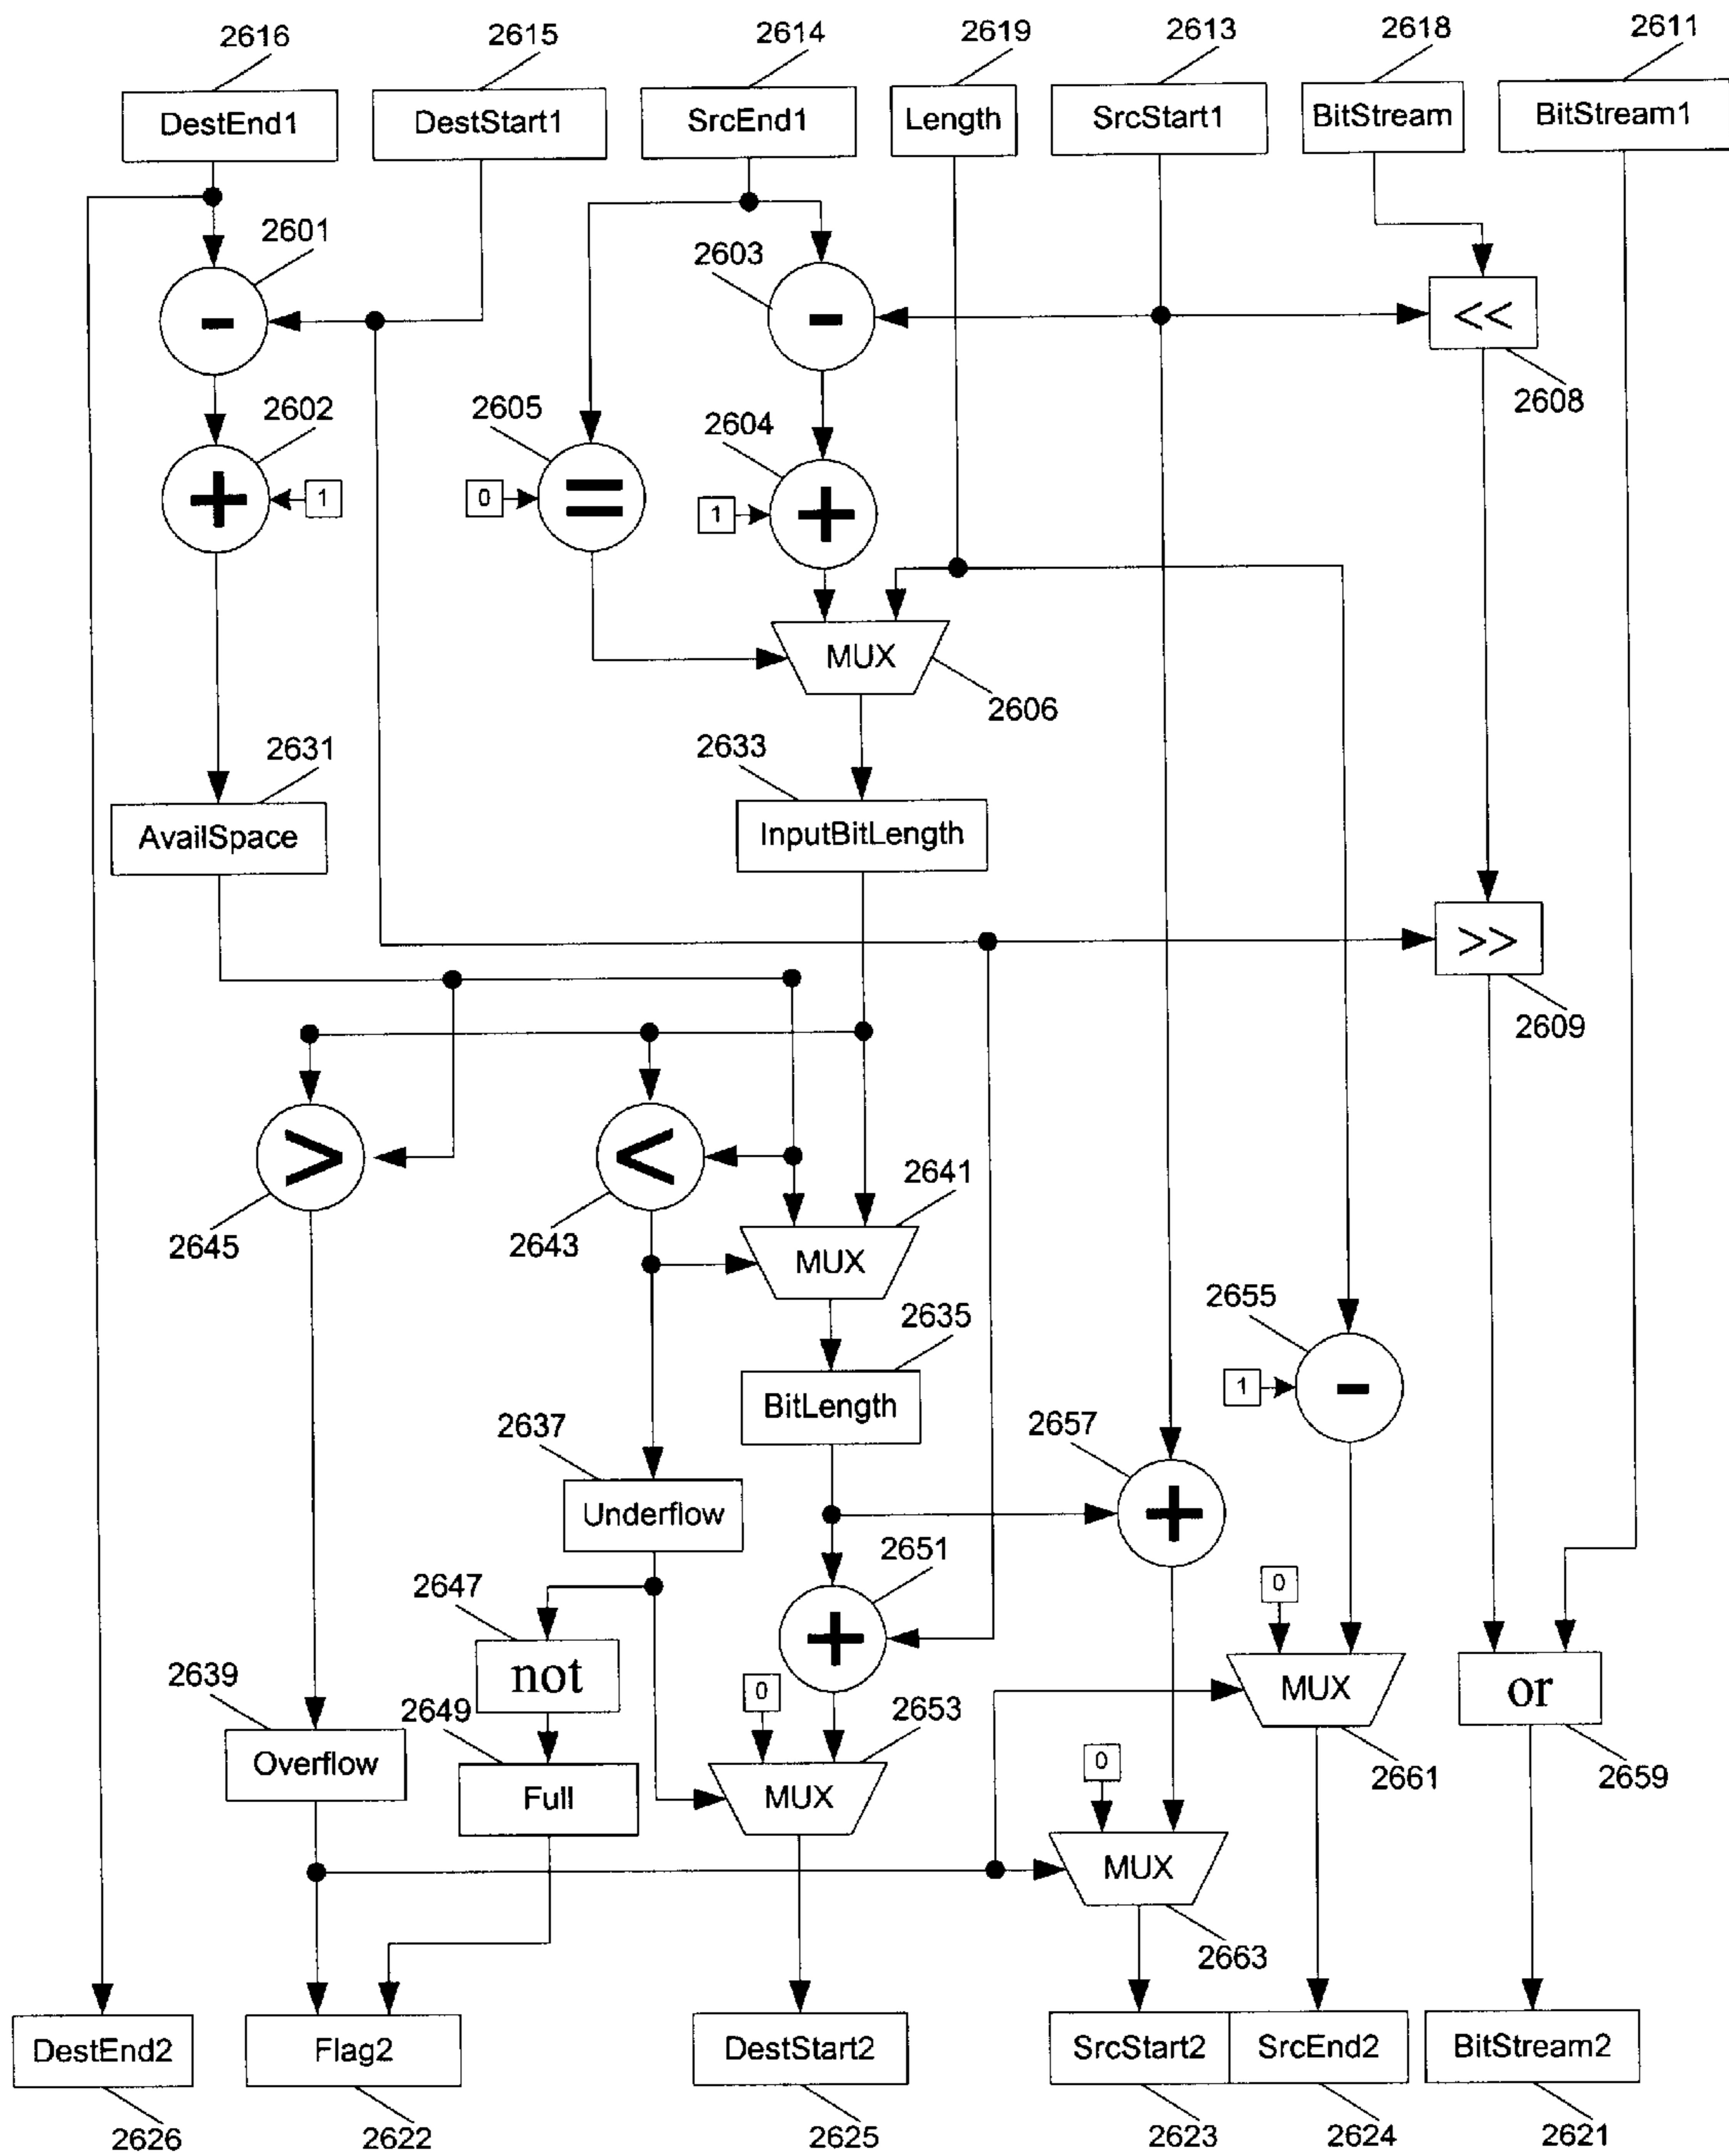 2616 2615 2614 2619 2613 2618 2611
DestEnd1 DestStart1 SrcEnd1 Length SrcStart1 BitStream BitStream1
2601 2603
- - <<
2602 2605 2604 2608
+ 1 0 = 1 +
MUX
2606
2631 2633
AvailSpace InputBitLength
>>
2609
> < 2641
2645 2643 MUX
2635 2655
BitLength 1 -
2637 2657
Underflow +
2647 2651 0
not + MUX or
2639 2649 0 2653 2661 2659
Overflow Full MUX 0
MUX
2663
DestEnd2 Flag2 DestStart2 SrcStart2 SrcEnd2 BitStream2
2626 2622 2625 2623 2624 2621